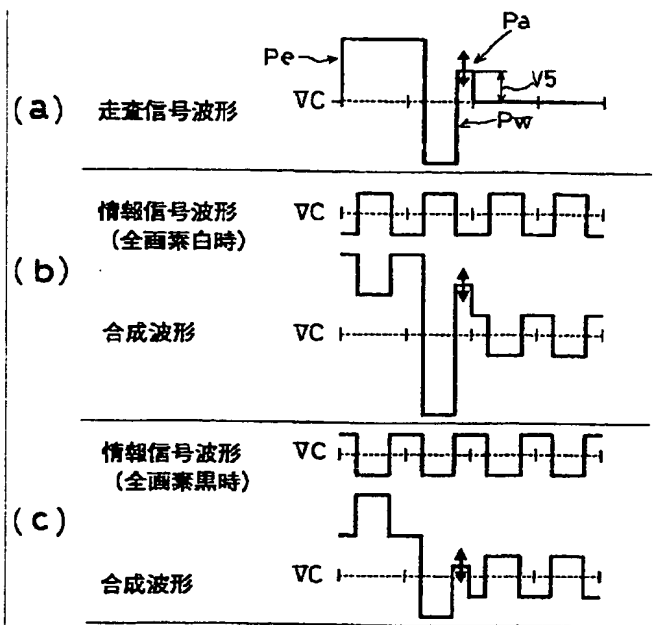 Pe
Pa
V5
(a) 走査信号波形 VC
Pw
情報信号波形 VC
(全画素白時)
(b)
合成波形 VC
情報信号波形 VC
(全画素黒時)
(c)
合成波形 VC